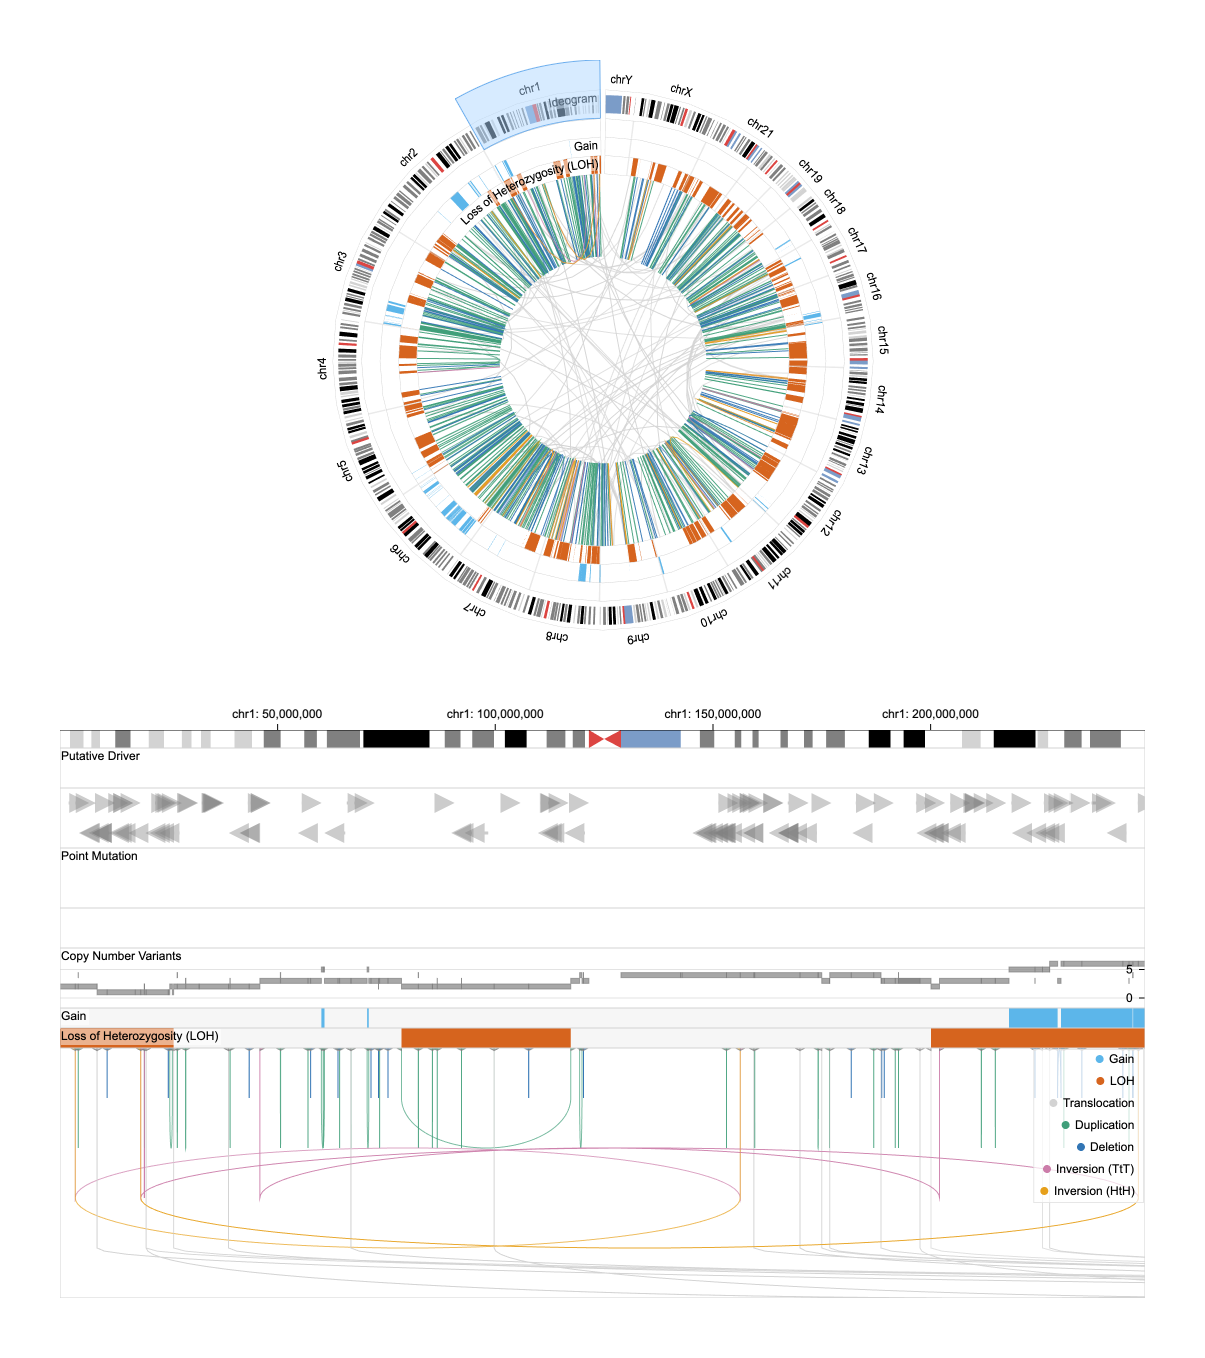 chrY
chrX
chr21
chr19
chr18
chr17
chr16
chr15
chr14
chr13
chr12
chr11
chr10
chr9
chr8
chr7
chr6
chr5
chr4
chr3
chr2
chr1
Ideogram
Gain
Loss of Heterozygosity (LOH)
chr1: 50,000,000
chr1: 100,000,000
chr1: 150,000,000
chr1: 200,000,000
Putative Driver
Point Mutation
Copy Number Variants
5
0
Gain
Loss of Heterozygosity (LOH)
Gain
LOH
Translocation
Duplication
Deletion
Inversion (TtT)
Inversion (HtH)